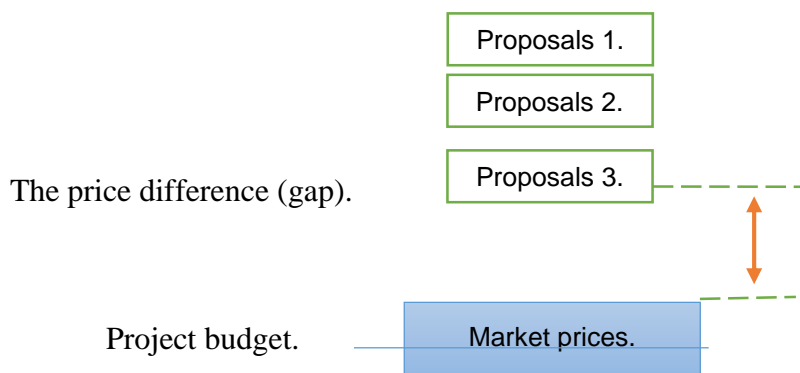 Proposals 1.
Proposals 2.
Proposals 3.
The price difference (gap).
Project budget.
Market prices.